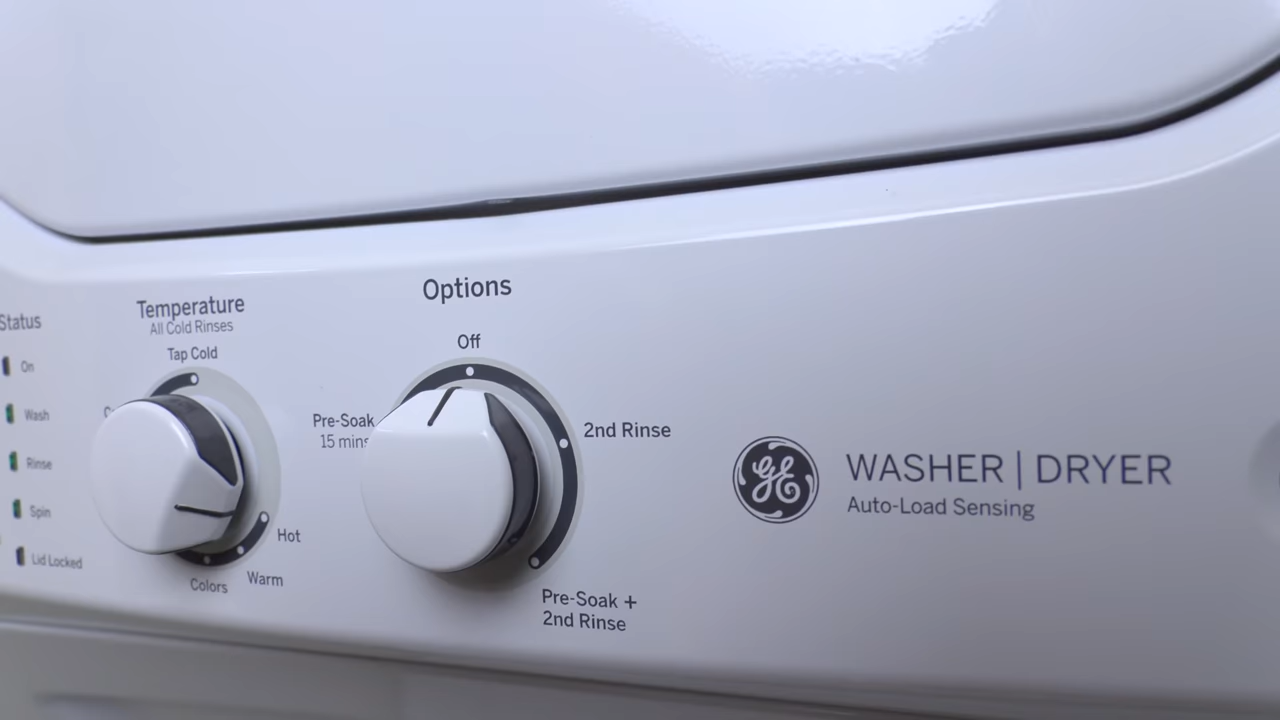 Status
On
Wash
Rinse
Spin
Lid Locked
Temperature
All Cold Rinses
Tap Cold
Hot
Warm
Colors
Options
Off
Pre-Soak
15 mins
2nd Rinse
Pre-Soak +
2nd Rinse
GE
WASHER | DRYER
Auto-Load Sensing